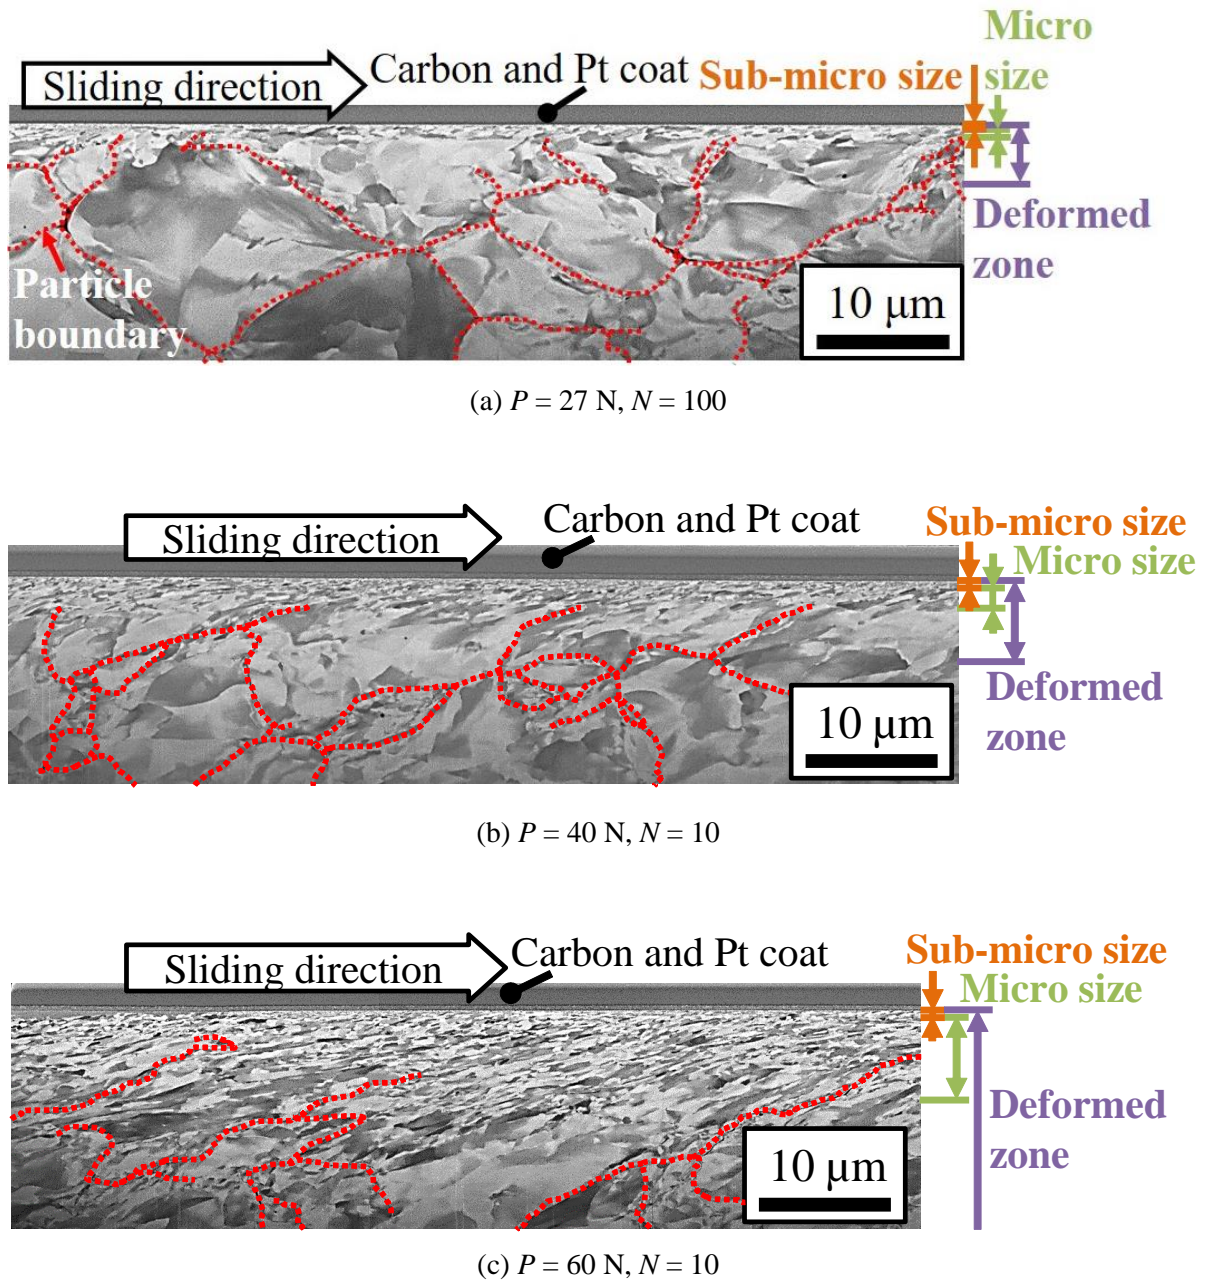 Micro
size
Sub-micro size
Carbon and Pt coat
Sliding direction
Deformed
zone
Particle
boundary
10 μm
(a) P = 27 N, N = 100
Sub-micro size
Carbon and Pt coat
Micro size
Sliding direction
Deformed
zone
10 μm
(b) P = 40 N, N = 10
Sub-micro size
Carbon and Pt coat
Micro size
Sliding direction
Deformed
zone
10 μm
(c) P = 60 N, N = 10